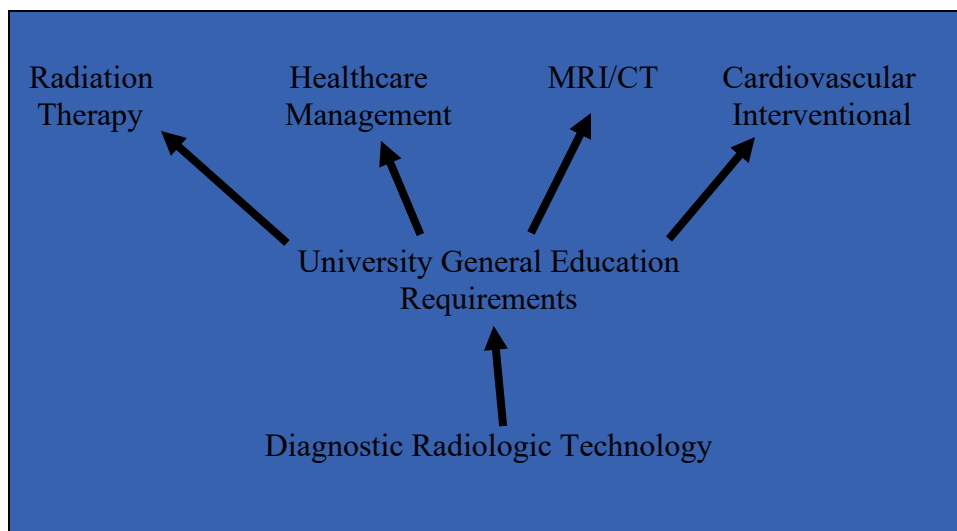 Radiation Therapy
Healthcare Management
MRI/CT
Cardiovascular Interventional
University General Education
Requirements
Diagnostic Radiologic Technology